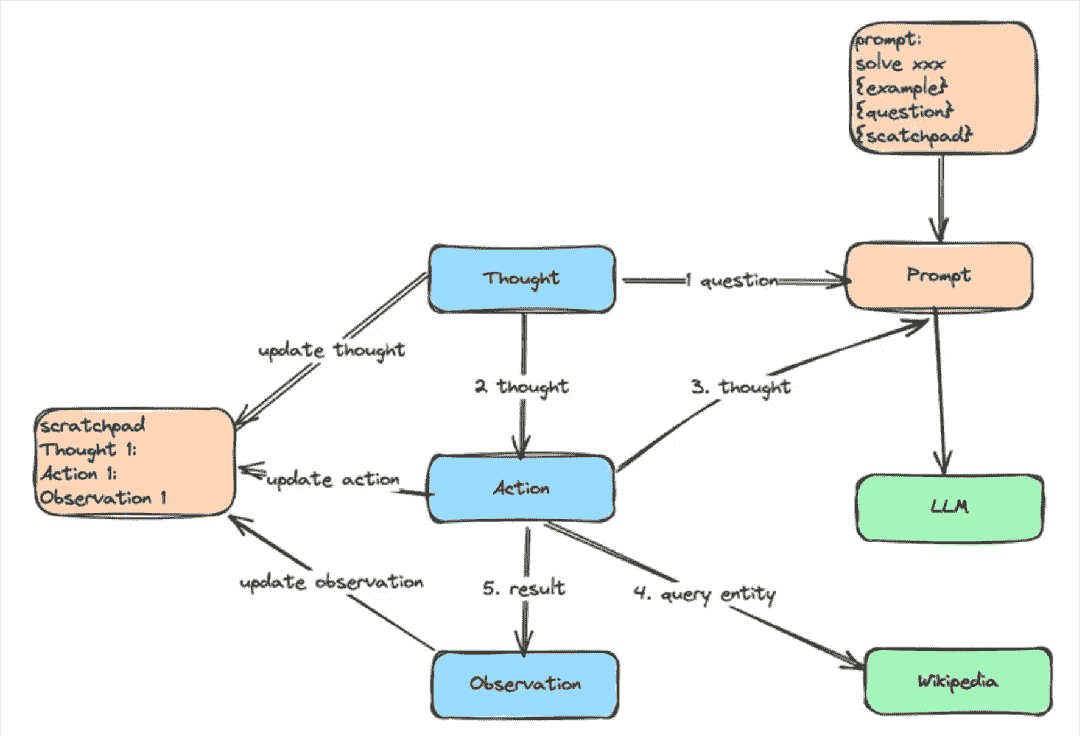 prompt:
solve xxx
{example}
{question}
{scatchpad}
Thought
1 question
Prompt
update thought
2 thought
3. thought
scratchpad
Thought 1:
Action 1:
Observation 1
update action
Action
LLM
update observation
5. result
4. query entity
Observation
Wikipedia